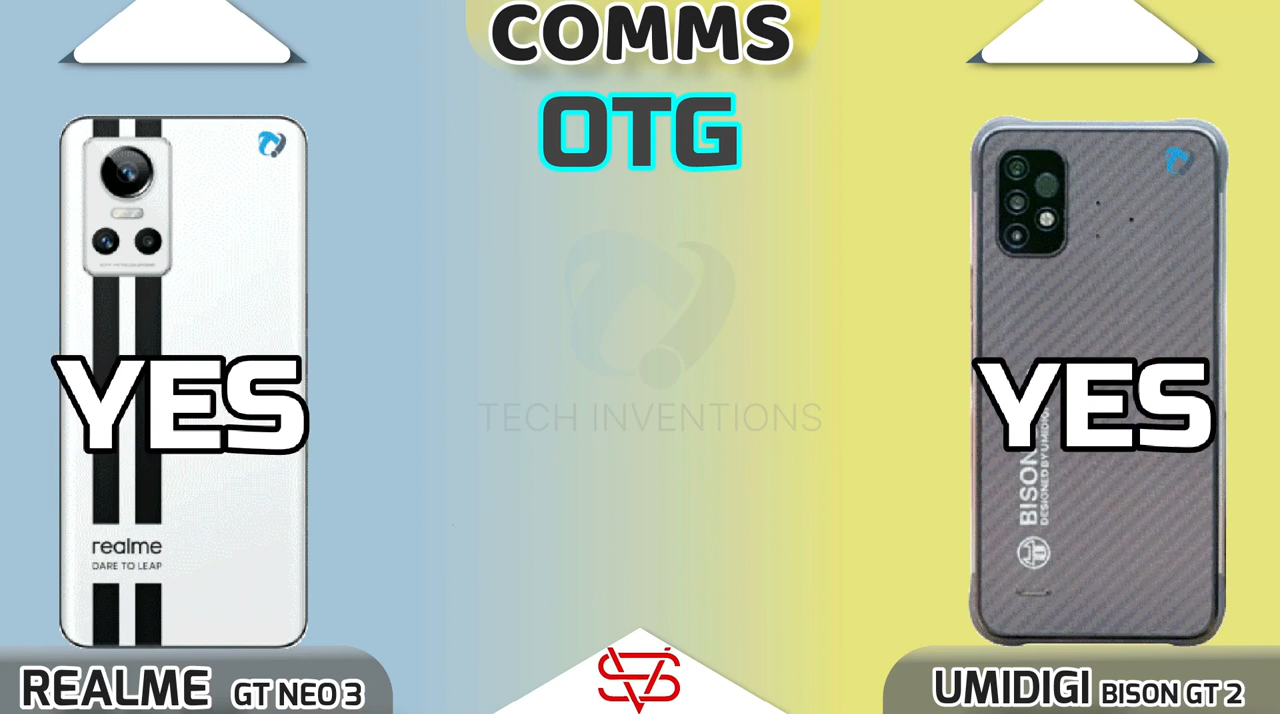 COMMS
OTG
TECH INVENTIONS
YES
realme
DARE TO LEAP
REALME GT NEO 3
VS
YES
BISON
DESIGNED BY UMIDIGI
UMIDIGI BISON GT 2